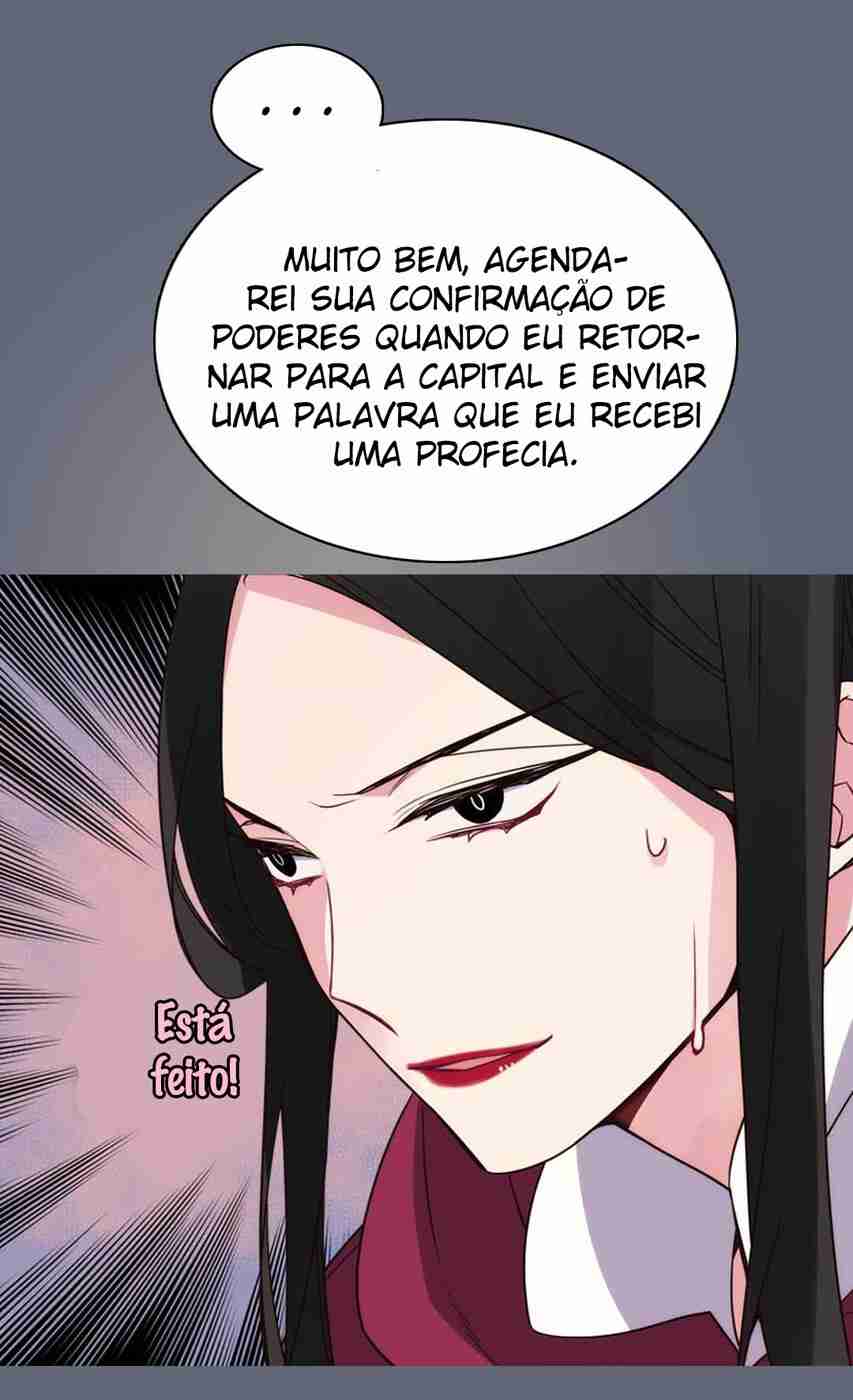 ...
MUITO BEM, AGENDA-
REI SUA CONFIRMAÇÃO DE
PODERES QUANDO EU RETOR-
NAR PARA A CAPITAL E ENVIAR
UMA PALAVRA QUE EU RECEBI
UMA PROFECIA.
Está
feito!